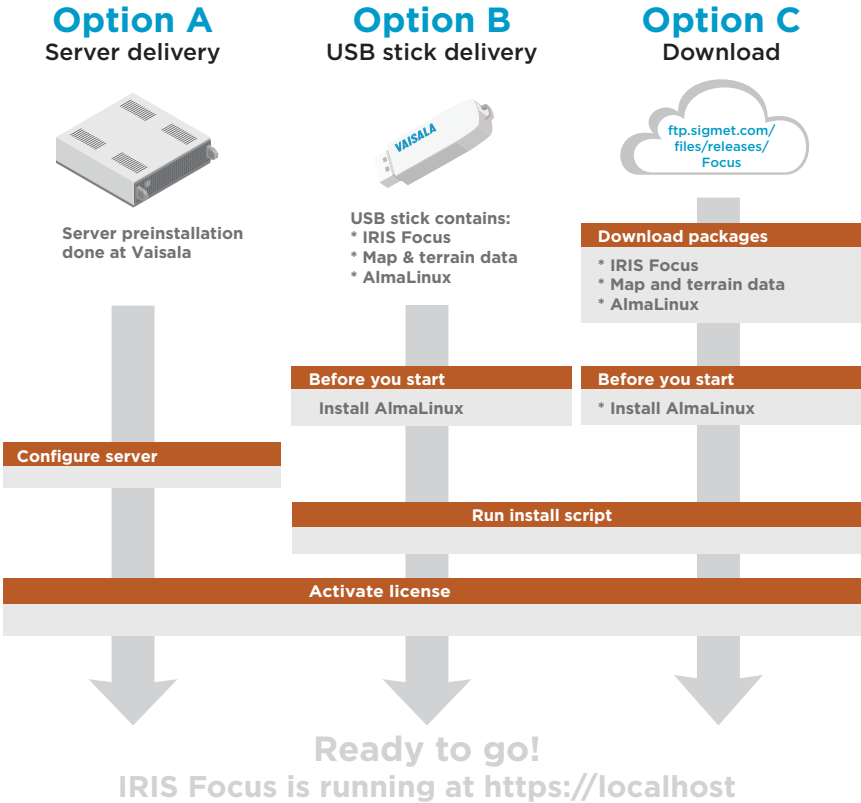 Option A
Server delivery
Option B
USB stick delivery
Option C
Download
VAISALA
ftp.sigmet.com/
files/releases/
Focus
Server preinstallation
done at Vaisala
USB stick contains:
* IRIS Focus
* Map & terrain data
* AlmaLinux
Download packages
* IRIS Focus
* Map and terrain data
* AlmaLinux
Before you start
Install AlmaLinux
Before you start
* Install AlmaLinux
Configure server
Run install script
Activate license
Ready to go!
IRIS Focus is running at https://localhost